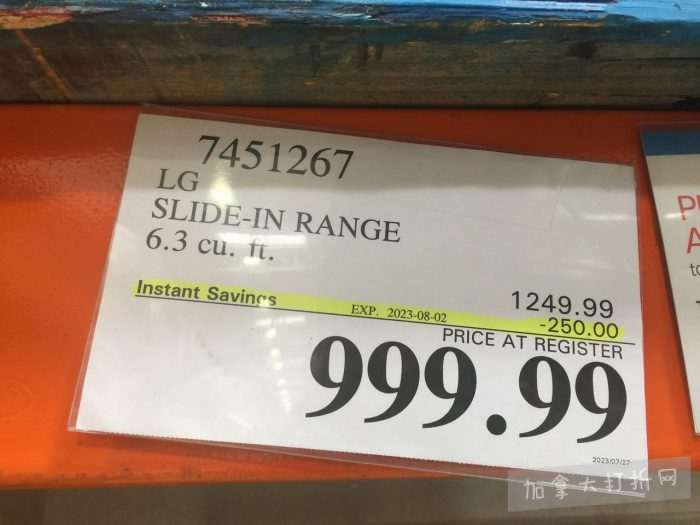 7451267
LG
SLIDE-IN RANGE
6.3 cu. ft.
1249.99
Instant Savings EXP. 2023-08-02 -250.00
PRICE AT REGISTER
999.99
2023/07/27
P
A
to
加拿大打折网